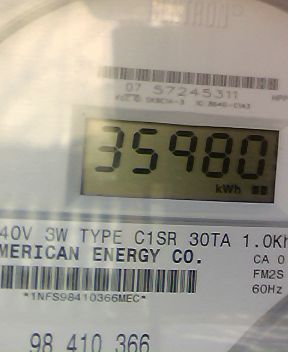 07 57245311
35980
kWh
40V 3W TYPE C1SR 30TA 1.0Kh
MERICAN ENERGY CO.
CA 0
FM2S
60Hz
*1NFS98410366MEC*
98 410 366